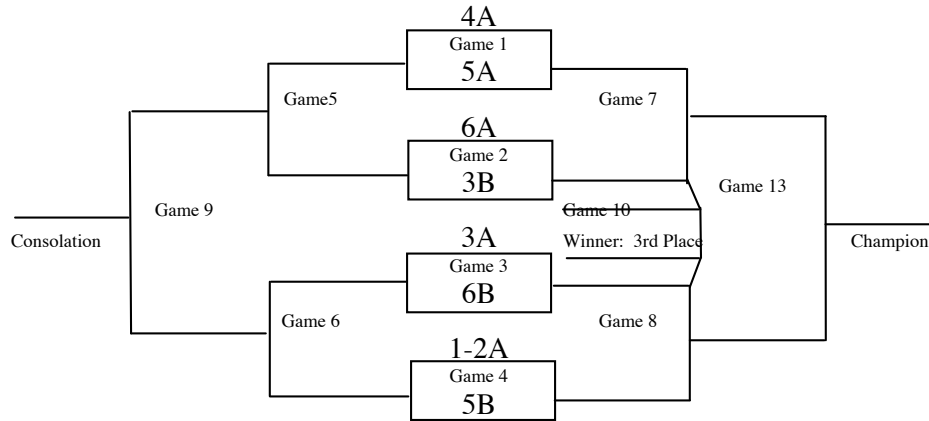 4A
Game 1
5A
Game5
Game 7
6A
Game 2
3B
Game 13
Game 9
Game 10
Consolation
3A
Winner: 3rd Place
Champion
Game 3
6B
Game 6
Game 8
1-2A
Game 4
5B